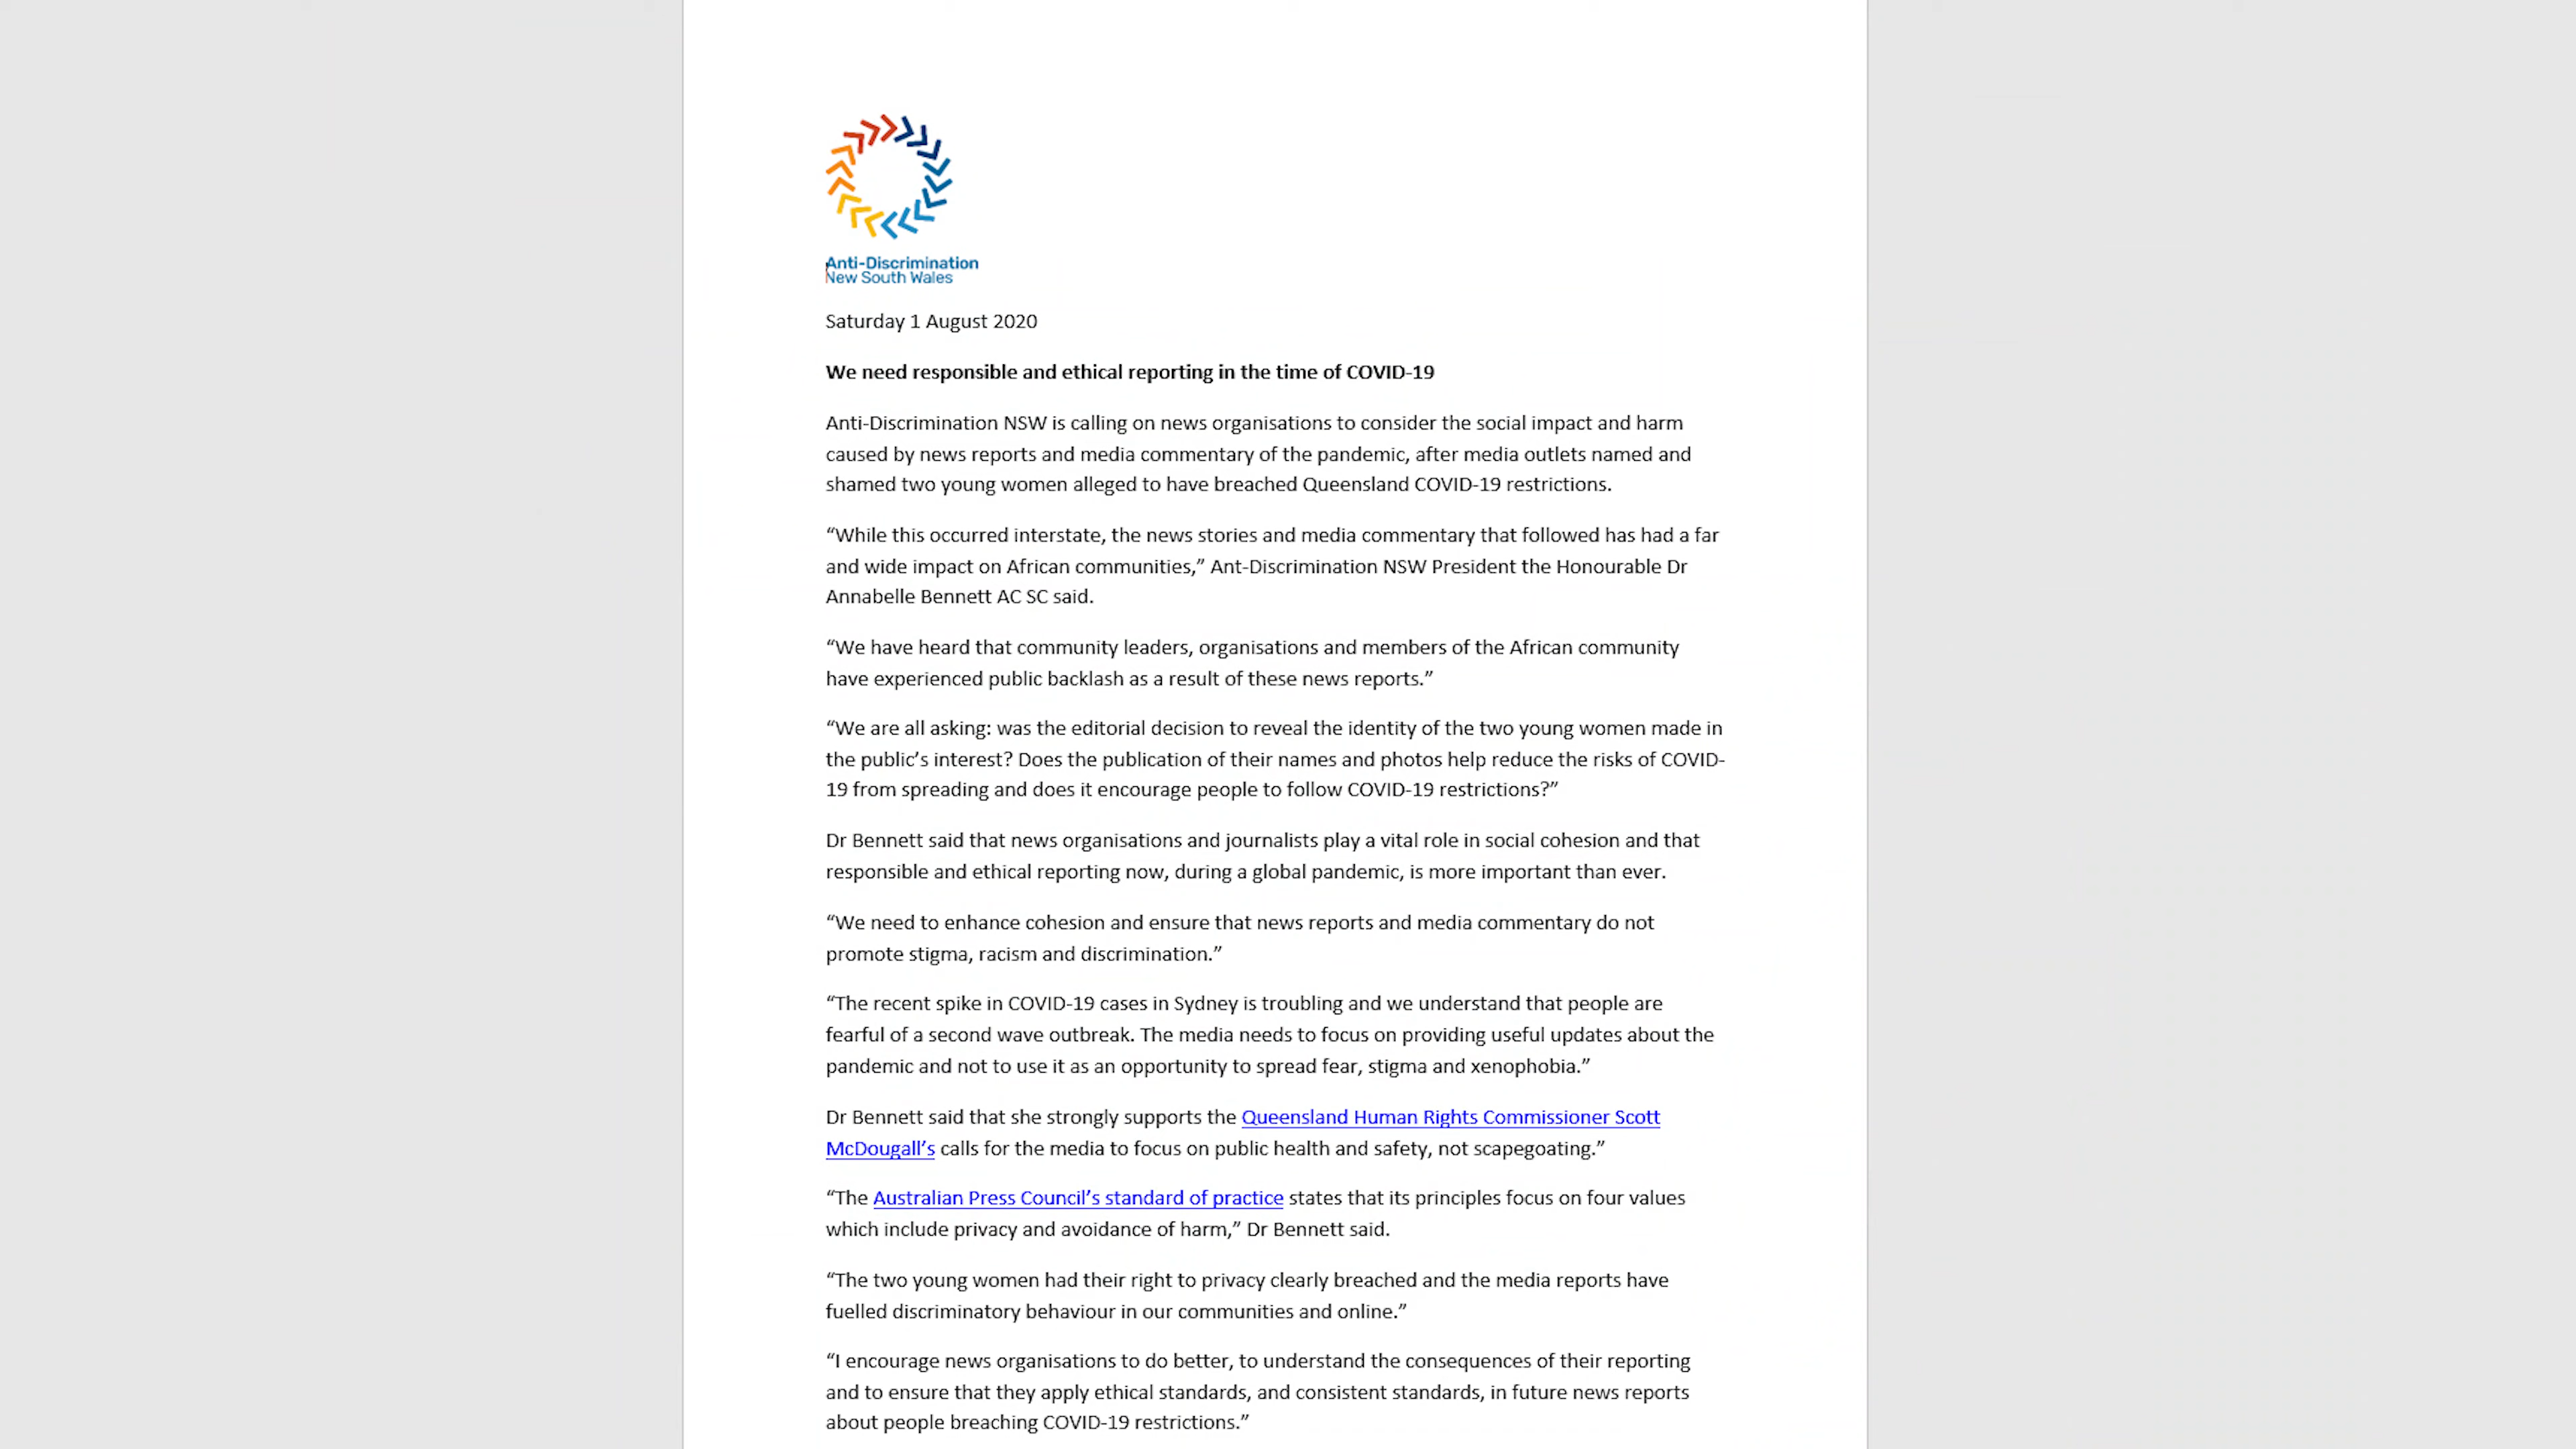 Anti-Discrimination
New South Wales
Saturday 1 August 2020
We need responsible and ethical reporting in the time of COVID-19
Anti-Discrimination NSW is calling on news organisations to consider the social impact and harm
caused by news reports and media commentary of the pandemic, after media outlets named and
shamed two young women alleged to have breached Queensland COVID-19 restrictions.
“While this occurred interstate, the news stories and media commentary that followed has had a far
and wide impact on African communities,” Ant-Discrimination NSW President the Honourable Dr
Annabelle Bennett AC SC said.
“We have heard that community leaders, organisations and members of the African community
have experienced public backlash as a result of these news reports.”
“We are all asking: was the editorial decision to reveal the identity of the two young women made in
the public’s interest? Does the publication of their names and photos help reduce the risks of COVID-
19 from spreading and does it encourage people to follow COVID-19 restrictions?”
Dr Bennett said that news organisations and journalists play a vital role in social cohesion and that
responsible and ethical reporting now, during a global pandemic, is more important than ever.
“We need to enhance cohesion and ensure that news reports and media commentary do not
promote stigma, racism and discrimination.”
“The recent spike in COVID-19 cases in Sydney is troubling and we understand that people are
fearful of a second wave outbreak. The media needs to focus on providing useful updates about the
pandemic and not to use it as an opportunity to spread fear, stigma and xenophobia.”
Dr Bennett said that she strongly supports the Queensland Human Rights Commissioner Scott
McDougall’s calls for the media to focus on public health and safety, not scapegoating.”
“The Australian Press Council’s standard of practice states that its principles focus on four values
which include privacy and avoidance of harm,” Dr Bennett said.
“The two young women had their right to privacy clearly breached and the media reports have
fuelled discriminatory behaviour in our communities and online.”
“I encourage news organisations to do better, to understand the consequences of their reporting
and to ensure that they apply ethical standards, and consistent standards, in future news reports
about people breaching COVID-19 restrictions.”